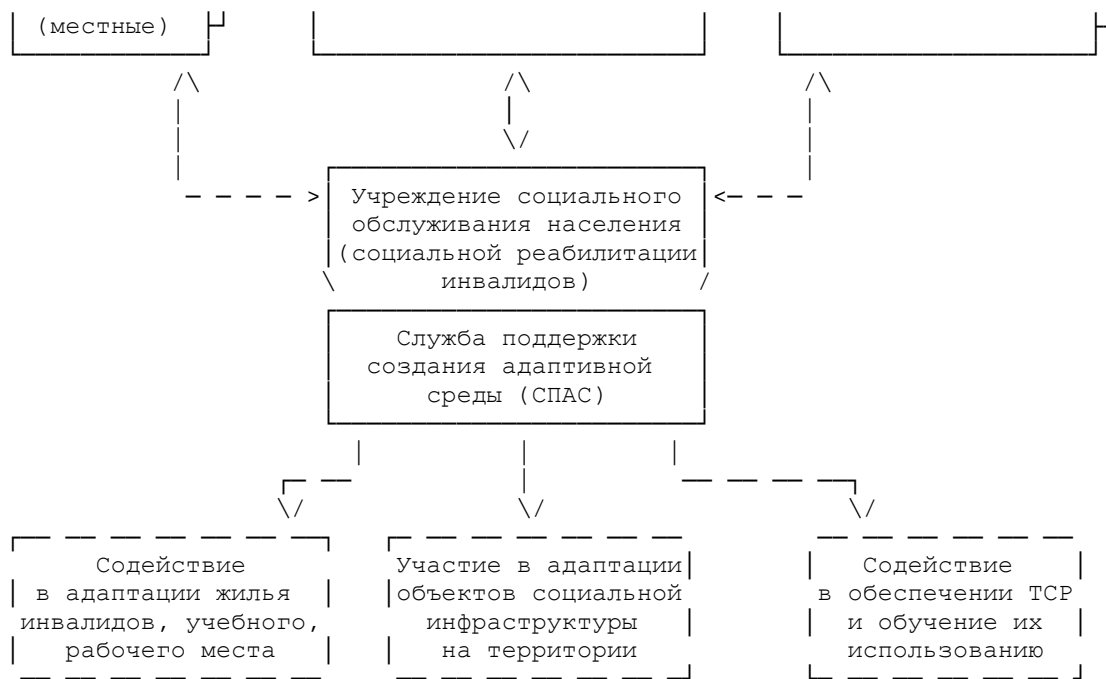 (местные)
Учреждение социального
обслуживания населения
(социальной реабилитации
инвалидов)
Служба поддержки
создания адаптивной
среды (СПАС)
Содействие
в адаптации жилья
инвалидов, учебного,
рабочего места
Участие в адаптации
объектов социальной
инфраструктуры
на территории
Содействие
в обеспечении ТСР
и обучение их
использованию